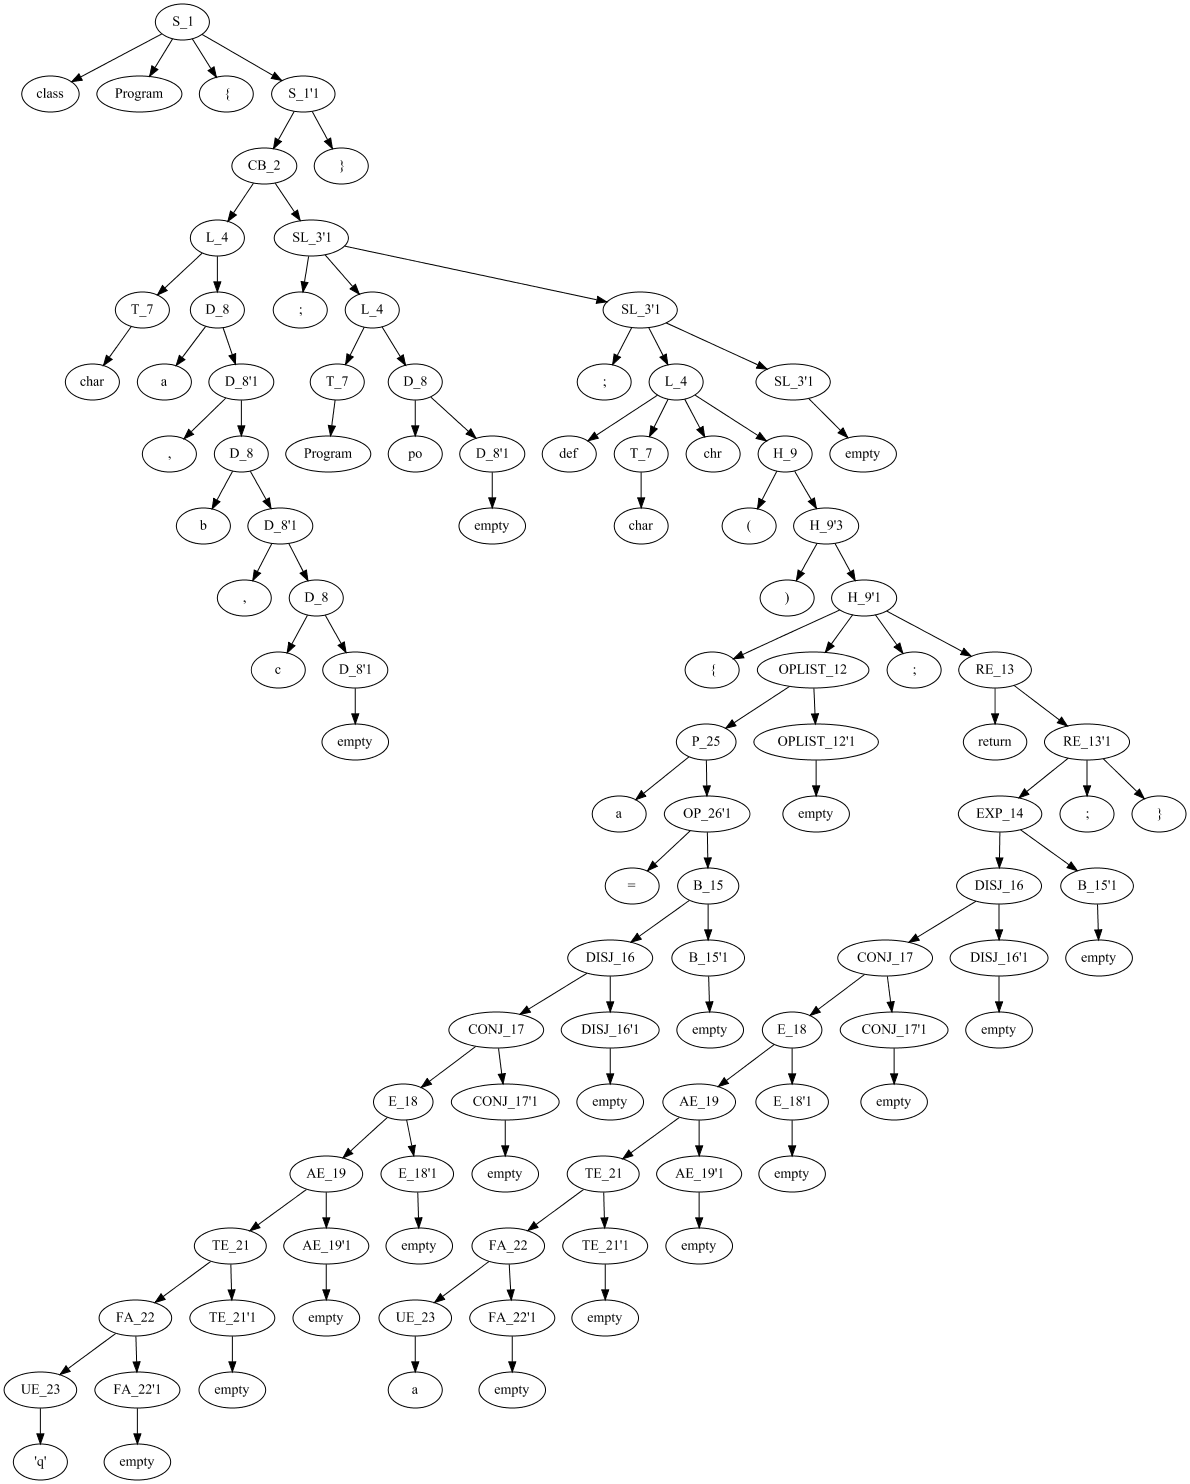 S_1
class Program { S_1'1
CB_2 }
L_4 SL_3'1
T_7 D_8 ; L_4 SL_3'1
char a D_8'1 T_7 D_8 ; L_4 SL_3'1
, D_8 Program po D_8'1 def T_7 chr H_9 empty
b D_8'1 empty char ( H_9'3
, D_8 ) H_9'1
c D_8'1 { OPLIST_12 ; RE_13
empty P_25 OPLIST_12'1 return RE_13'1
a OP_26'1 empty EXP_14 ; }
= B_15 DISJ_16 B_15'1
DISJ_16 B_15'1 CONJ_17 DISJ_16'1 empty
CONJ_17 DISJ_16'1 empty E_18 CONJ_17'1 empty
E_18 CONJ_17'1 empty AE_19 E_18'1 empty
AE_19 E_18'1 empty TE_21 AE_19'1 empty
TE_21 AE_19'1 empty FA_22 TE_21'1 empty
FA_22 TE_21'1 empty UE_23 FA_22'1 empty
UE_23 FA_22'1 empty a empty
'q' empty